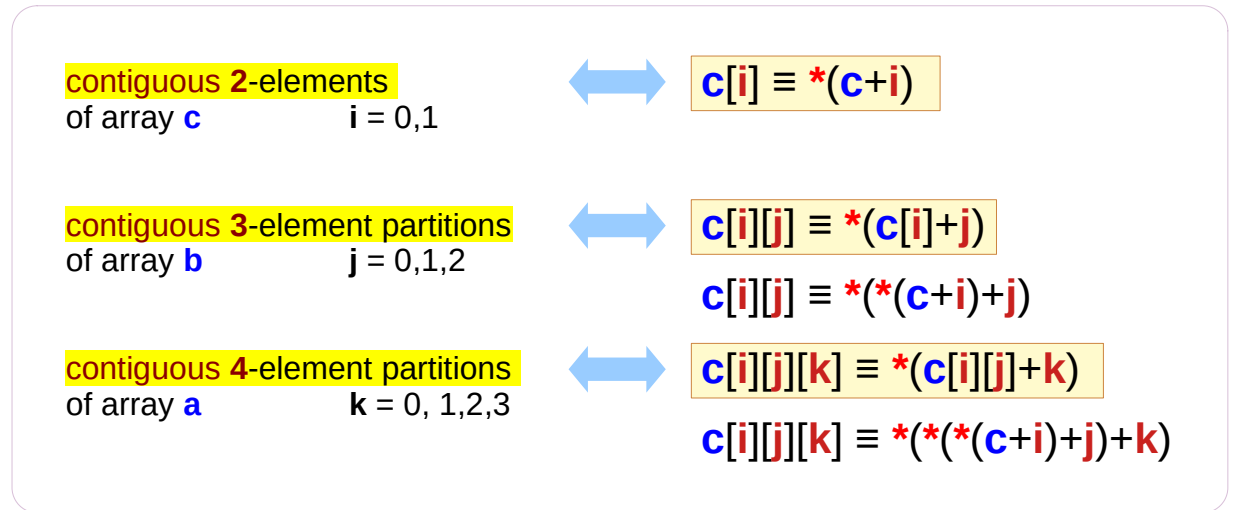 contiguous 2-elements
of array c i = 0,1
c[i] ≡ *(c+i)
contiguous 3-element partitions
of array b j = 0,1,2
c[i][j] ≡ *(c[i]+j)
c[i][j] ≡ *(*(c+i)+j)
contiguous 4-element partitions
of array a k = 0, 1,2,3
c[i][j][k] ≡ *(c[i][j]+k)
c[i][j][k] ≡ *(*(*(c+i)+j)+k)